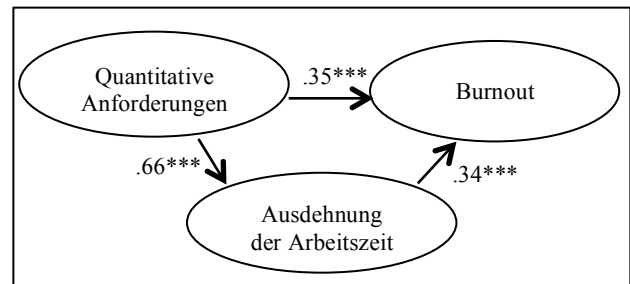 Quantitative
Anforderungen
.35***
Burnout
.66***
.34***
Ausdehnung
der Arbeitszeit